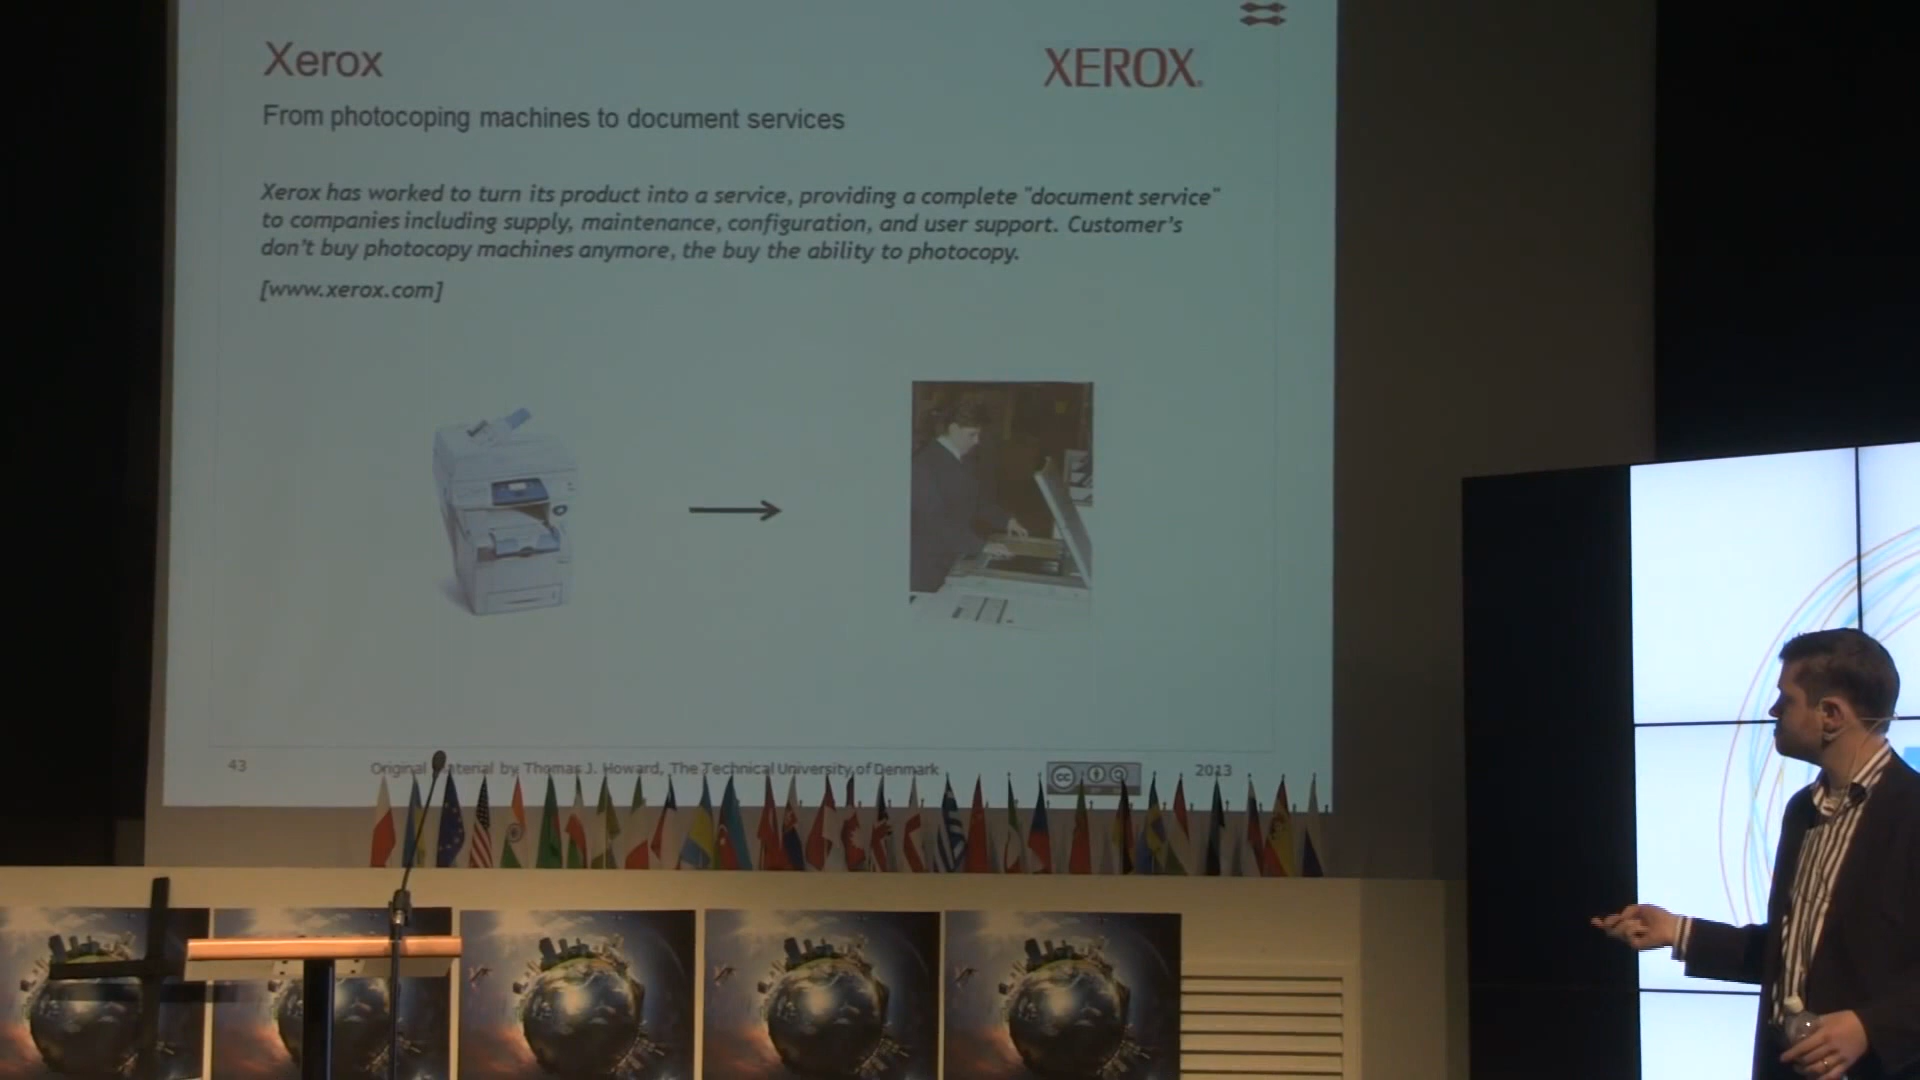 Xerox
XEROX
From photocoping machines to document services
Xerox has worked to turn its product into a service, providing a complete "document service"
to companies including supply, maintenance, configuration, and user support. Customer's
don't buy photocopy machines anymore, the buy the ability to photocopy.
[www.xerox.com]
43
Original Material by Thomas J. Howard, The Technical University of Denmark
cc
2013